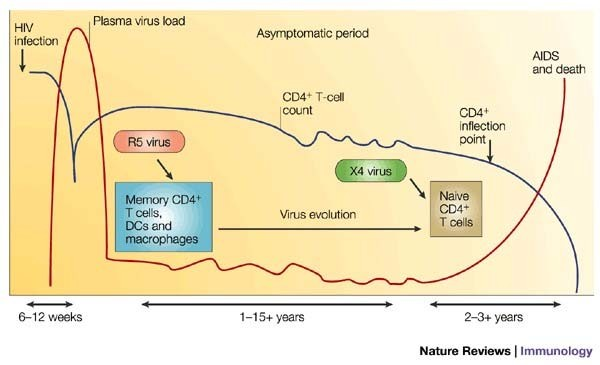 HIV
infection
Plasma virus load
Asymptomatic period
AIDS
and death
CD4+ T-cell
count
CD4+
inflection
point
R5 virus
X4 virus
Memory CD4+
T cells,
DCs and
macrophages
Virus evolution
Naive
CD4+
T cells
6–12 weeks
1–15+ years
2–3+ years
Nature Reviews | Immunology